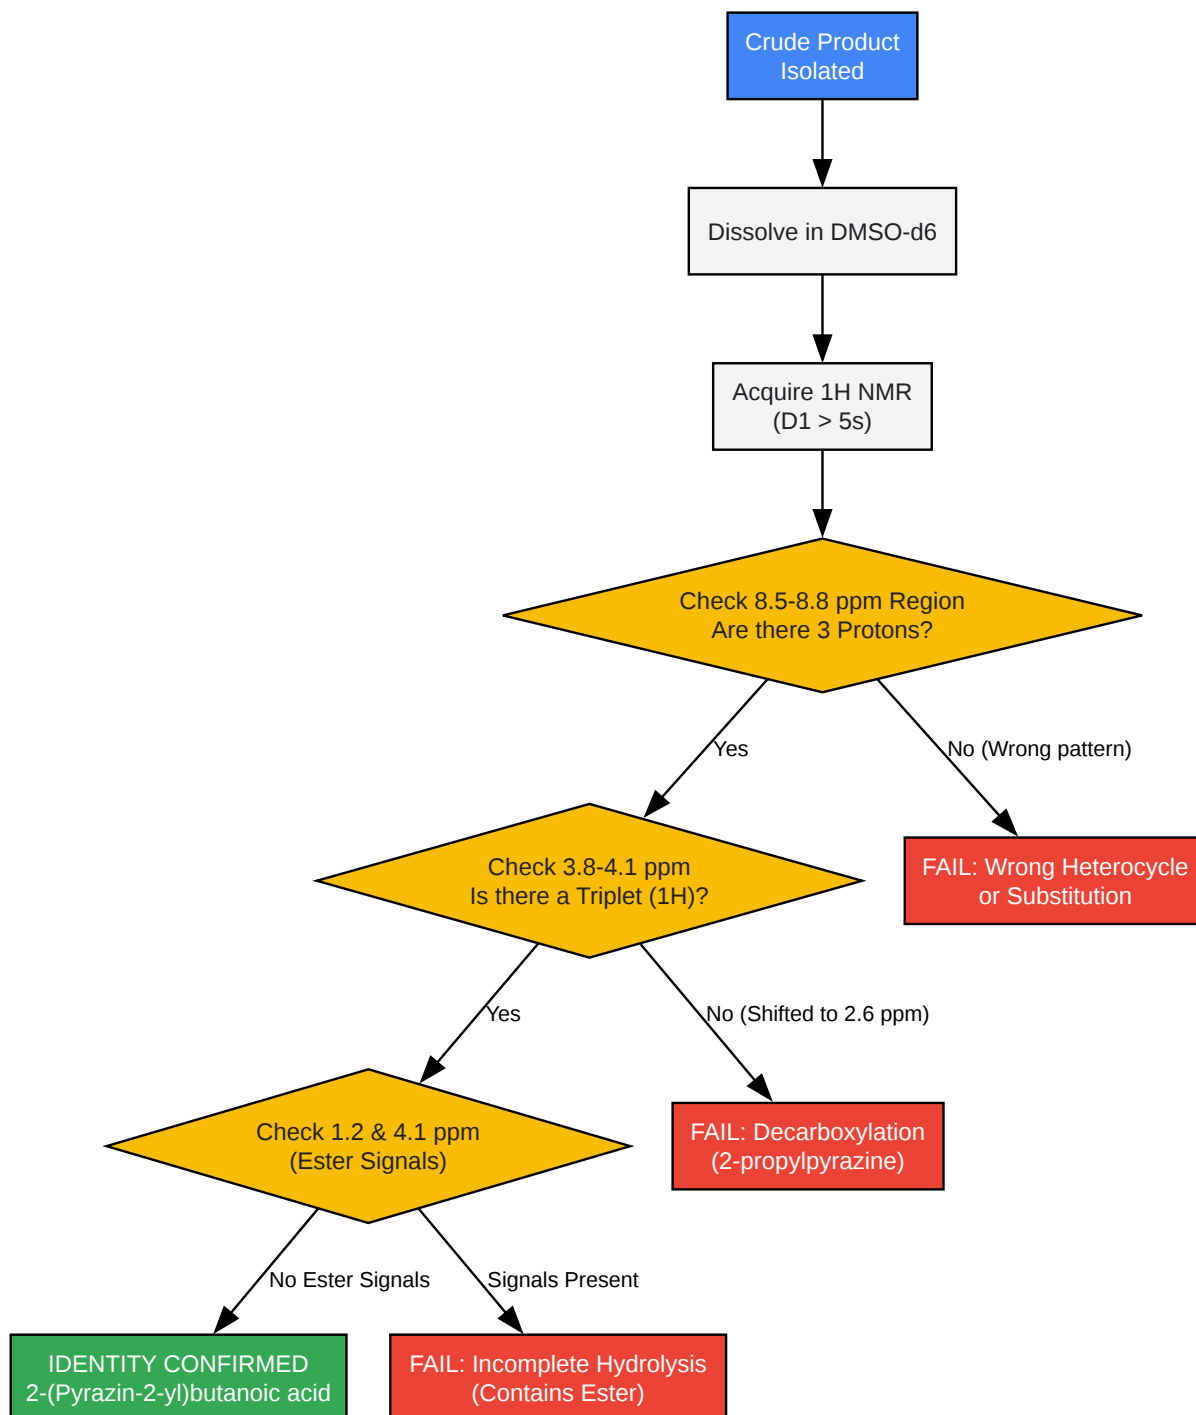 Crude Product
Isolated
Dissolve in DMSO-d6
Acquire 1H NMR
(D1 > 5s)
Check 8.5-8.8 ppm Region
Are there 3 Protons?
Yes
No (Wrong pattern)
Check 3.8-4.1 ppm
Is there a Triplet (1H)?
FAIL: Wrong Heterocycle
or Substitution
Yes
No (Shifted to 2.6 ppm)
Check 1.2 & 4.1 ppm
(Ester Signals)
FAIL: Decarboxylation
(2-propylpyrazine)
No Ester Signals
Signals Present
IDENTITY CONFIRMED
2-(Pyrazin-2-yl)butanoic acid
FAIL: Incomplete Hydrolysis
(Contains Ester)